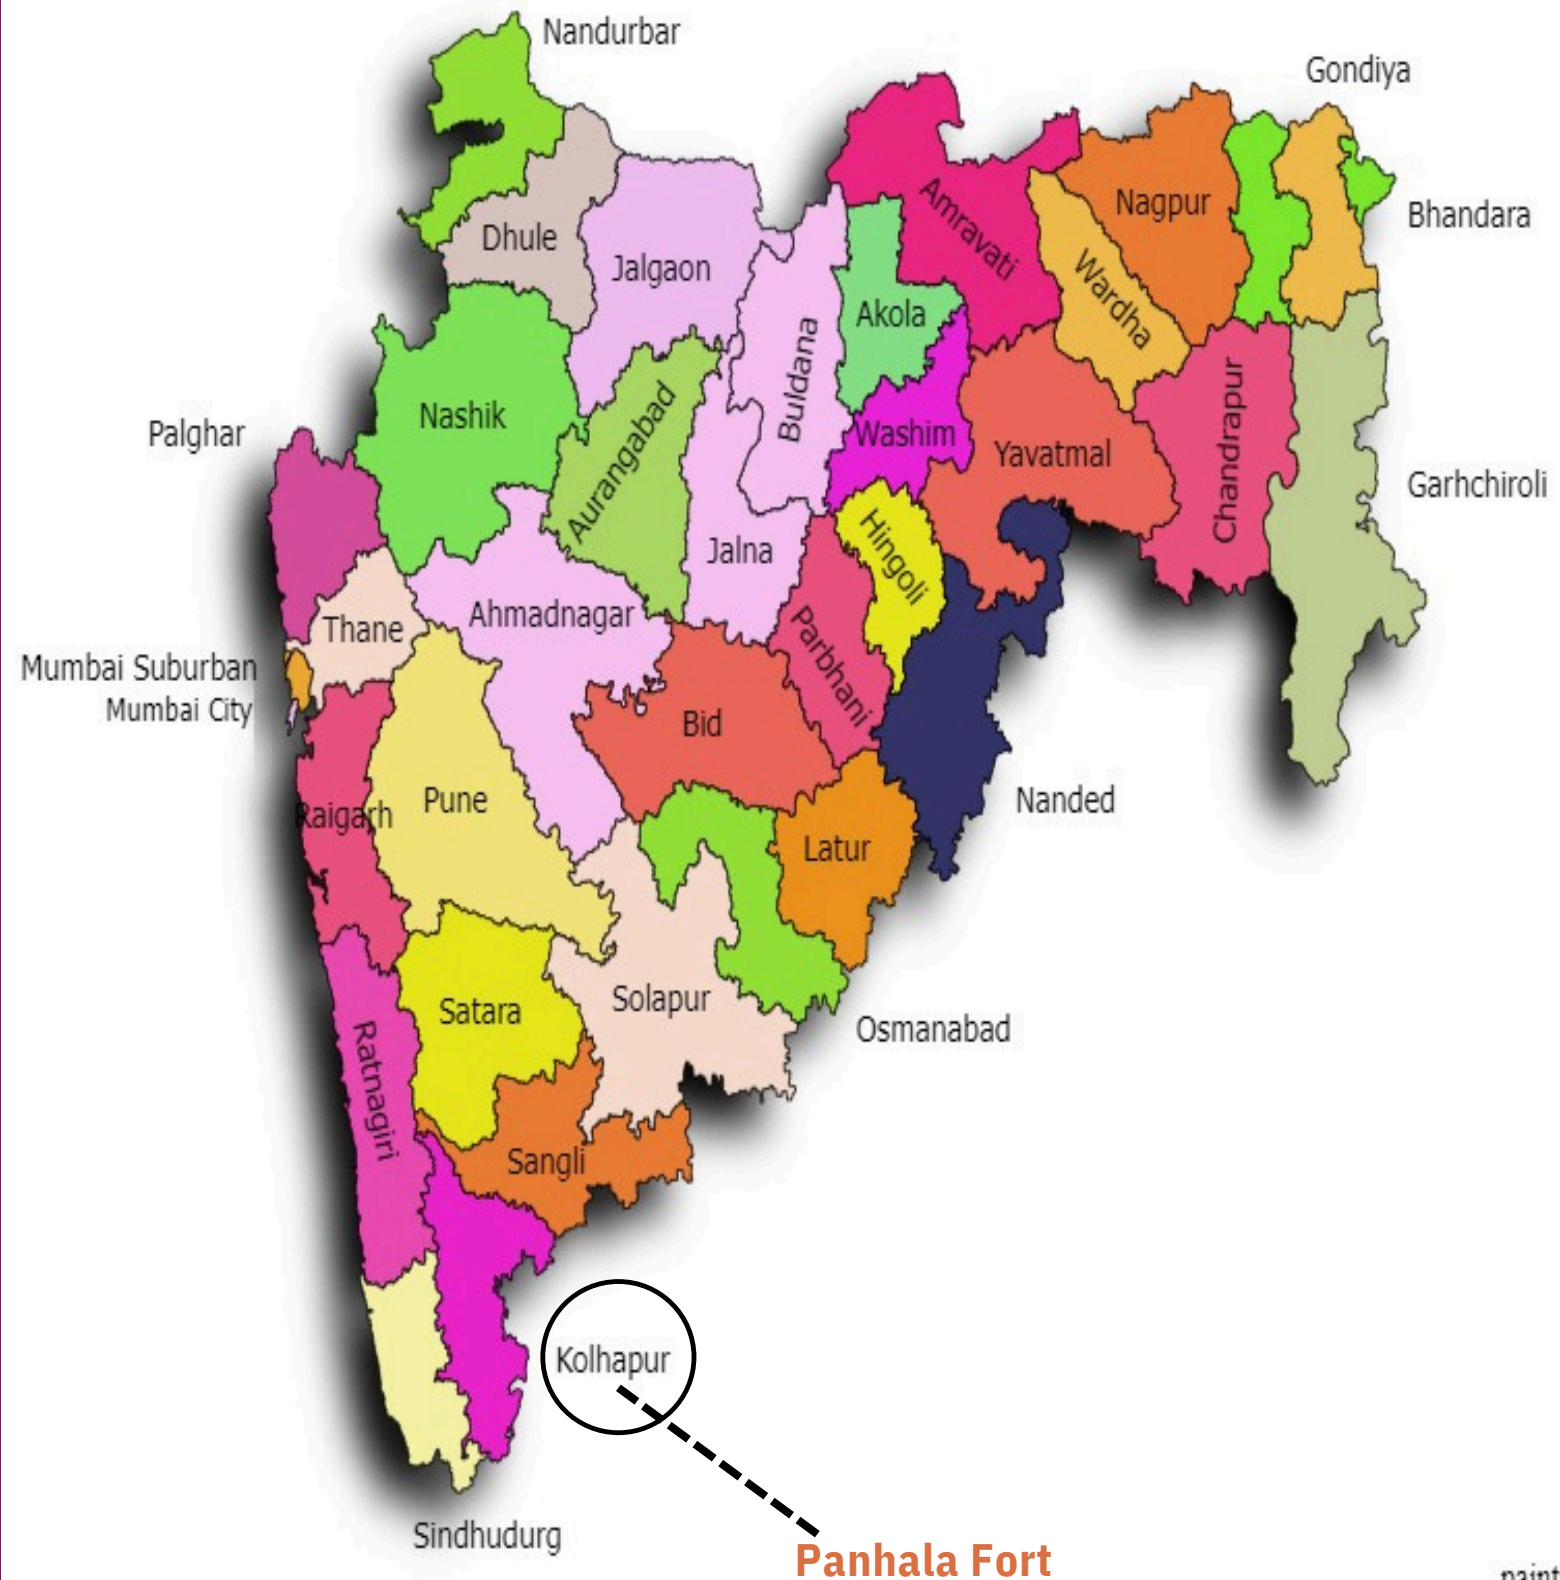 Nandurbar
Gondiya
Dhule
Jalgaon
Amravati
Nagpur
Bhandara
Wardha
Akola
Buldana
Nashik
Aurangabad
Washim
Yavatmal
Chandrapur
Palghar
Garhchiroli
Hingoli
Jalna
Ahmadnagar
Thane
Parbhani
Mumbai Suburban
Mumbai City
Bid
Pune
Raigarh
Nanded
Latur
Satara
Solapur
Osmanabad
Ratnagiri
Sangli
Kolhapur
Sindhudurg
Panhala Fort